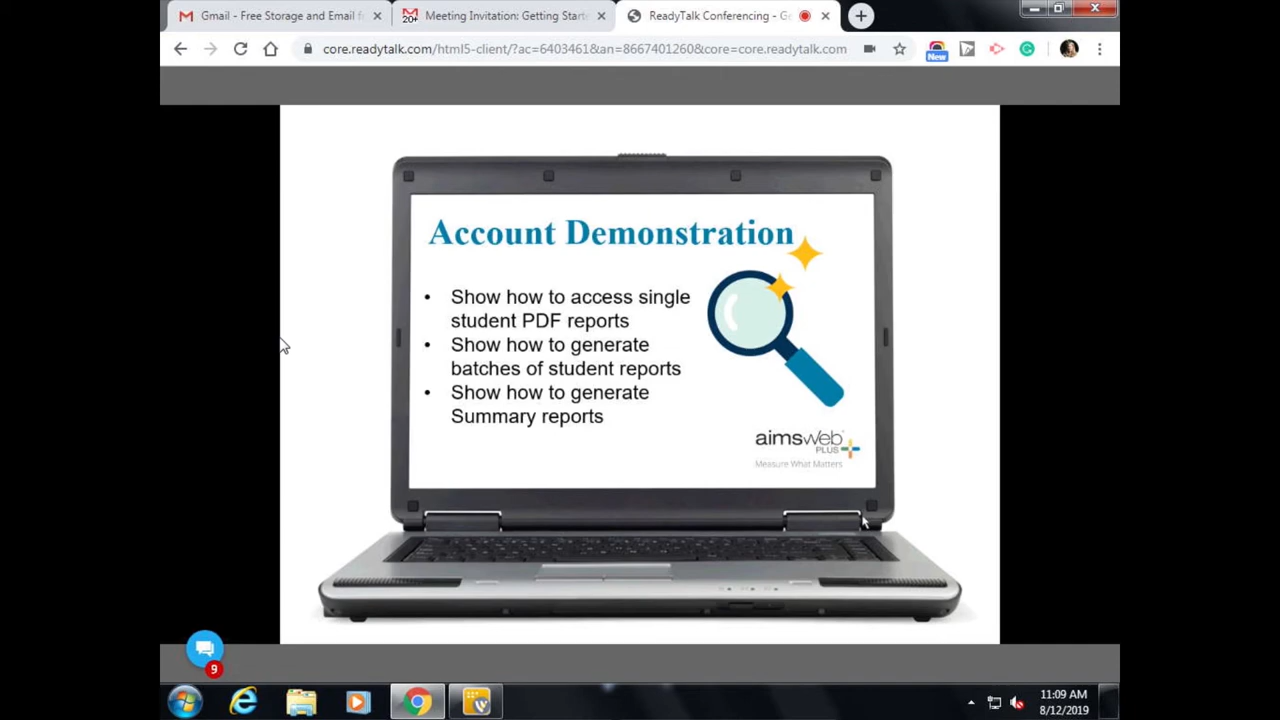 Gmail - Free Storage and Email f
Meeting Invitation: Getting Start
ReadyTalk Conferencing - Ge
20+
core.readytalk.com/html5-client/?ac=6403461&an=8667401260&core=core.readytalk.com
New
Account Demonstration
• Show how to access single
student PDF reports
• Show how to generate
batches of student reports
• Show how to generate
Summary reports
aimsweb
PLUS
Measure What Matters
9
11:09 AM
8/12/2019